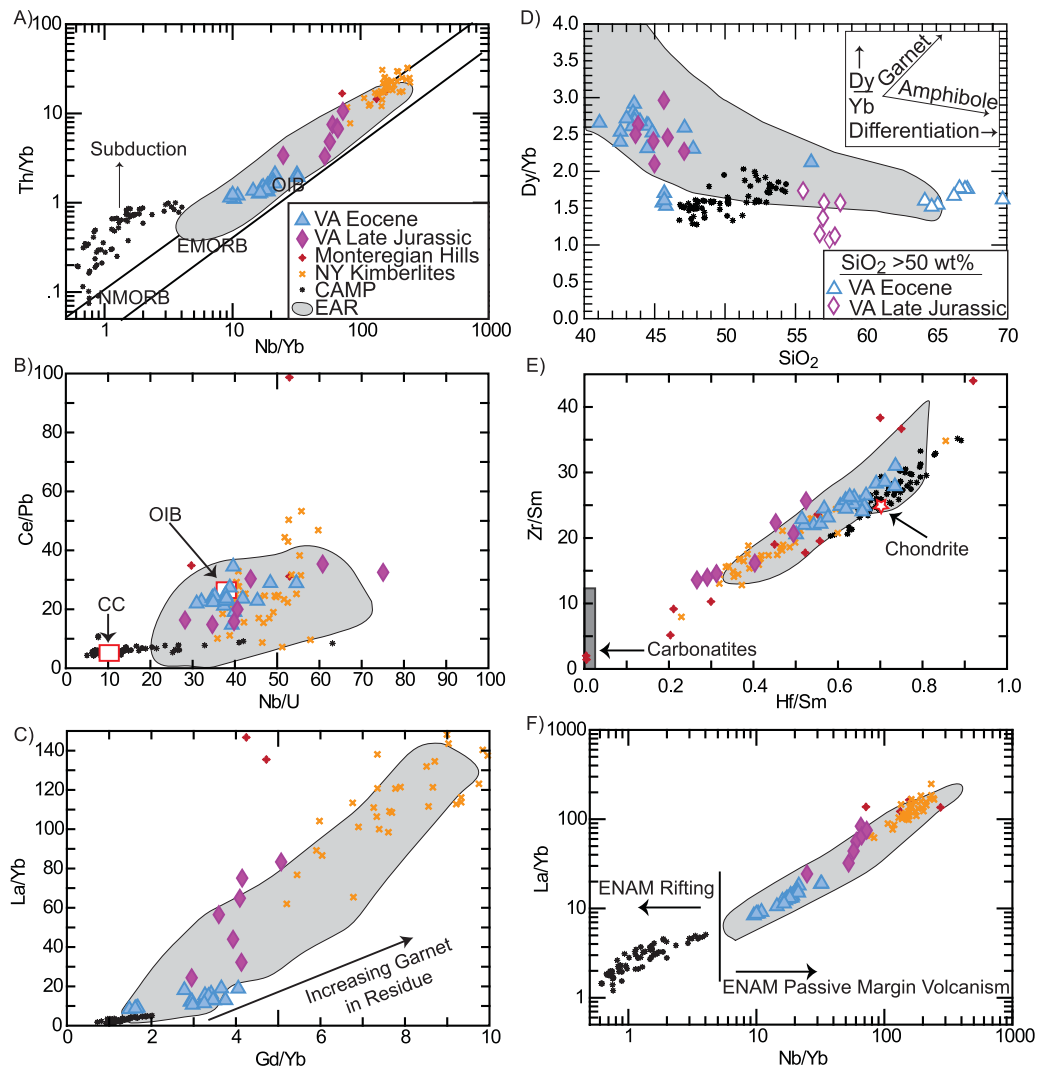 A)
100
10
1
.1
Th/Yb
Subduction
OIB
EMORB
NMORB
VA Eocene
VA Late Jurassic
Monteregian Hills
NY Kimberlites
CAMP
EAR
1
10
100
1000
Nb/Yb
D)
4.0
3.5
3.0
2.5
2.0
1.5
1.0
0.5
0.0
Dy/Yb
Dy
Yb
Garnet
Amphibole
Differentiation
SiO2 >50 wt%
VA Eocene
VA Late Jurassic
40 45 50 55 60 65 70
SiO2
B)
100
80
60
40
20
0
Ce/Pb
OIB
CC
0 10 20 30 40 50 60 70 80 90 100
Nb/U
E)
40
30
20
10
0
Zr/Sm
Chondrite
Carbonatites
0.0 0.2 0.4 0.6 0.8 1.0
Hf/Sm
C)
140
120
100
80
60
40
20
0
La/Yb
Increasing Garnet
in Residue
0 2 4 6 8 10
Gd/Yb
F)
1000
100
10
1
La/Yb
ENAM Rifting
ENAM Passive Margin Volcanism
1 10 100 1000
Nb/Yb